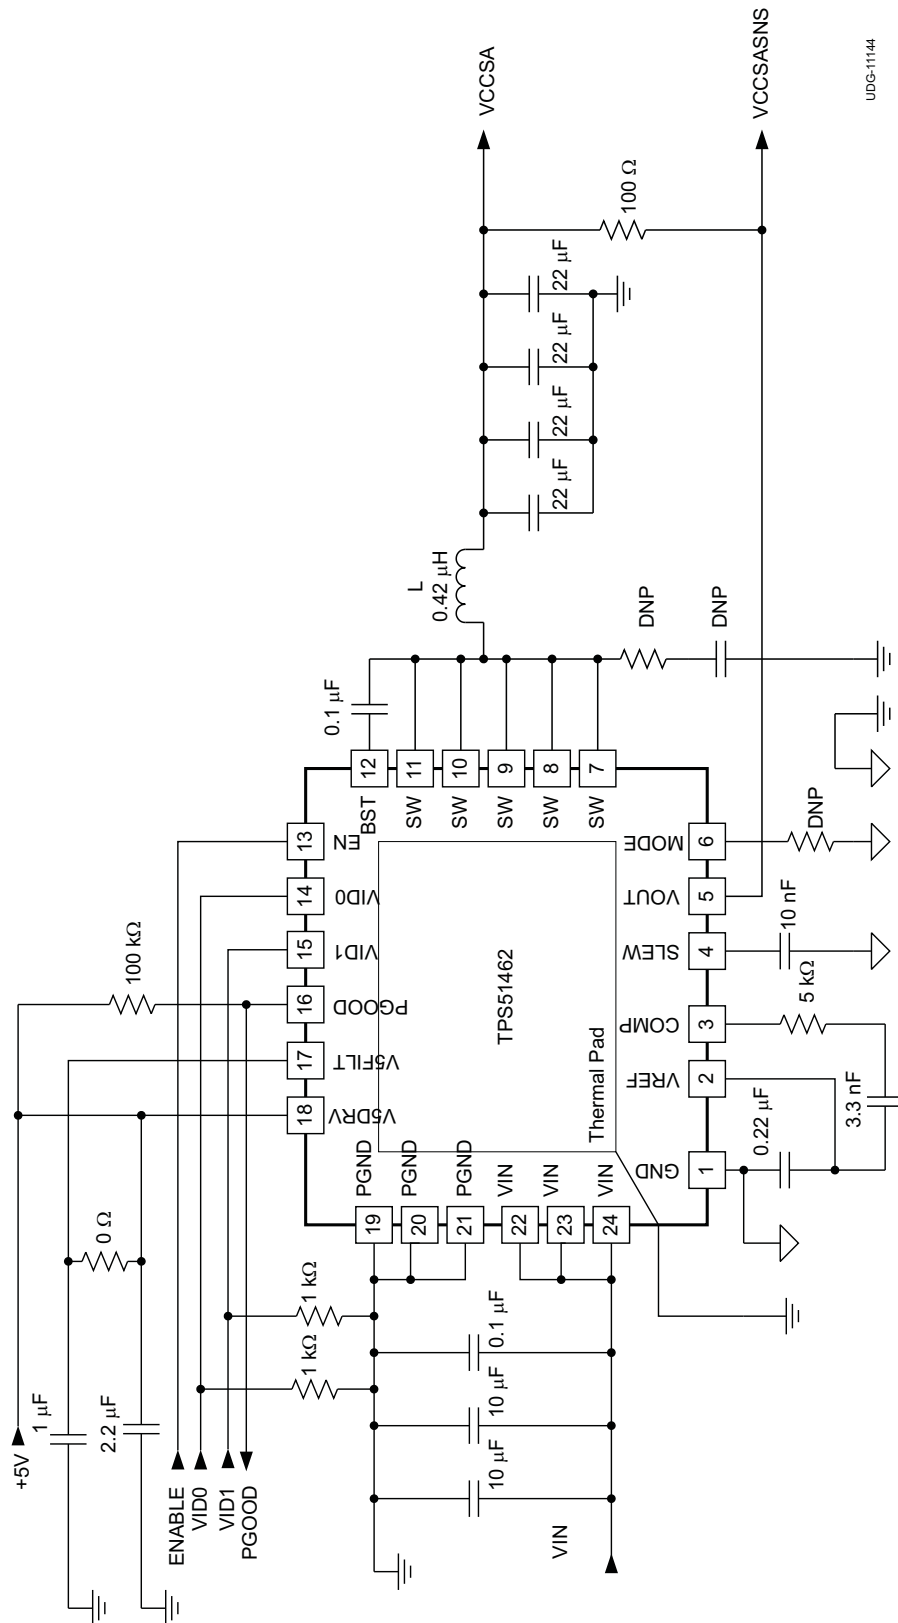 +5V
1 μF
2.2 μF
0 Ω
100 kΩ
ENABLE
VID0
VID1
PGOOD
1 kΩ
1 kΩ
18
17
16
15
14
13
V5DRV
V5FILT
PGOOD
VID1
VID0
EN
VIN
10 μF
10 μF
0.1 μF
19
20
21
22
23
24
PGND
PGND
PGND
VIN
VIN
VIN
TPS51462
Thermal Pad
12
11
10
9
8
7
BST
SW
SW
SW
SW
SW
0.1 μF
L
0.42 μH
22 μF
22 μF
22 μF
22 μF
100 Ω
VCCSA
VCCSASNS
DNP
DNP
GND
VREF
COMP
SLEW
VOUT
MODE
1
2
3
4
5
6
0.22 μF
3.3 nF
5 kΩ
10 nF
DNP
UDG-11144